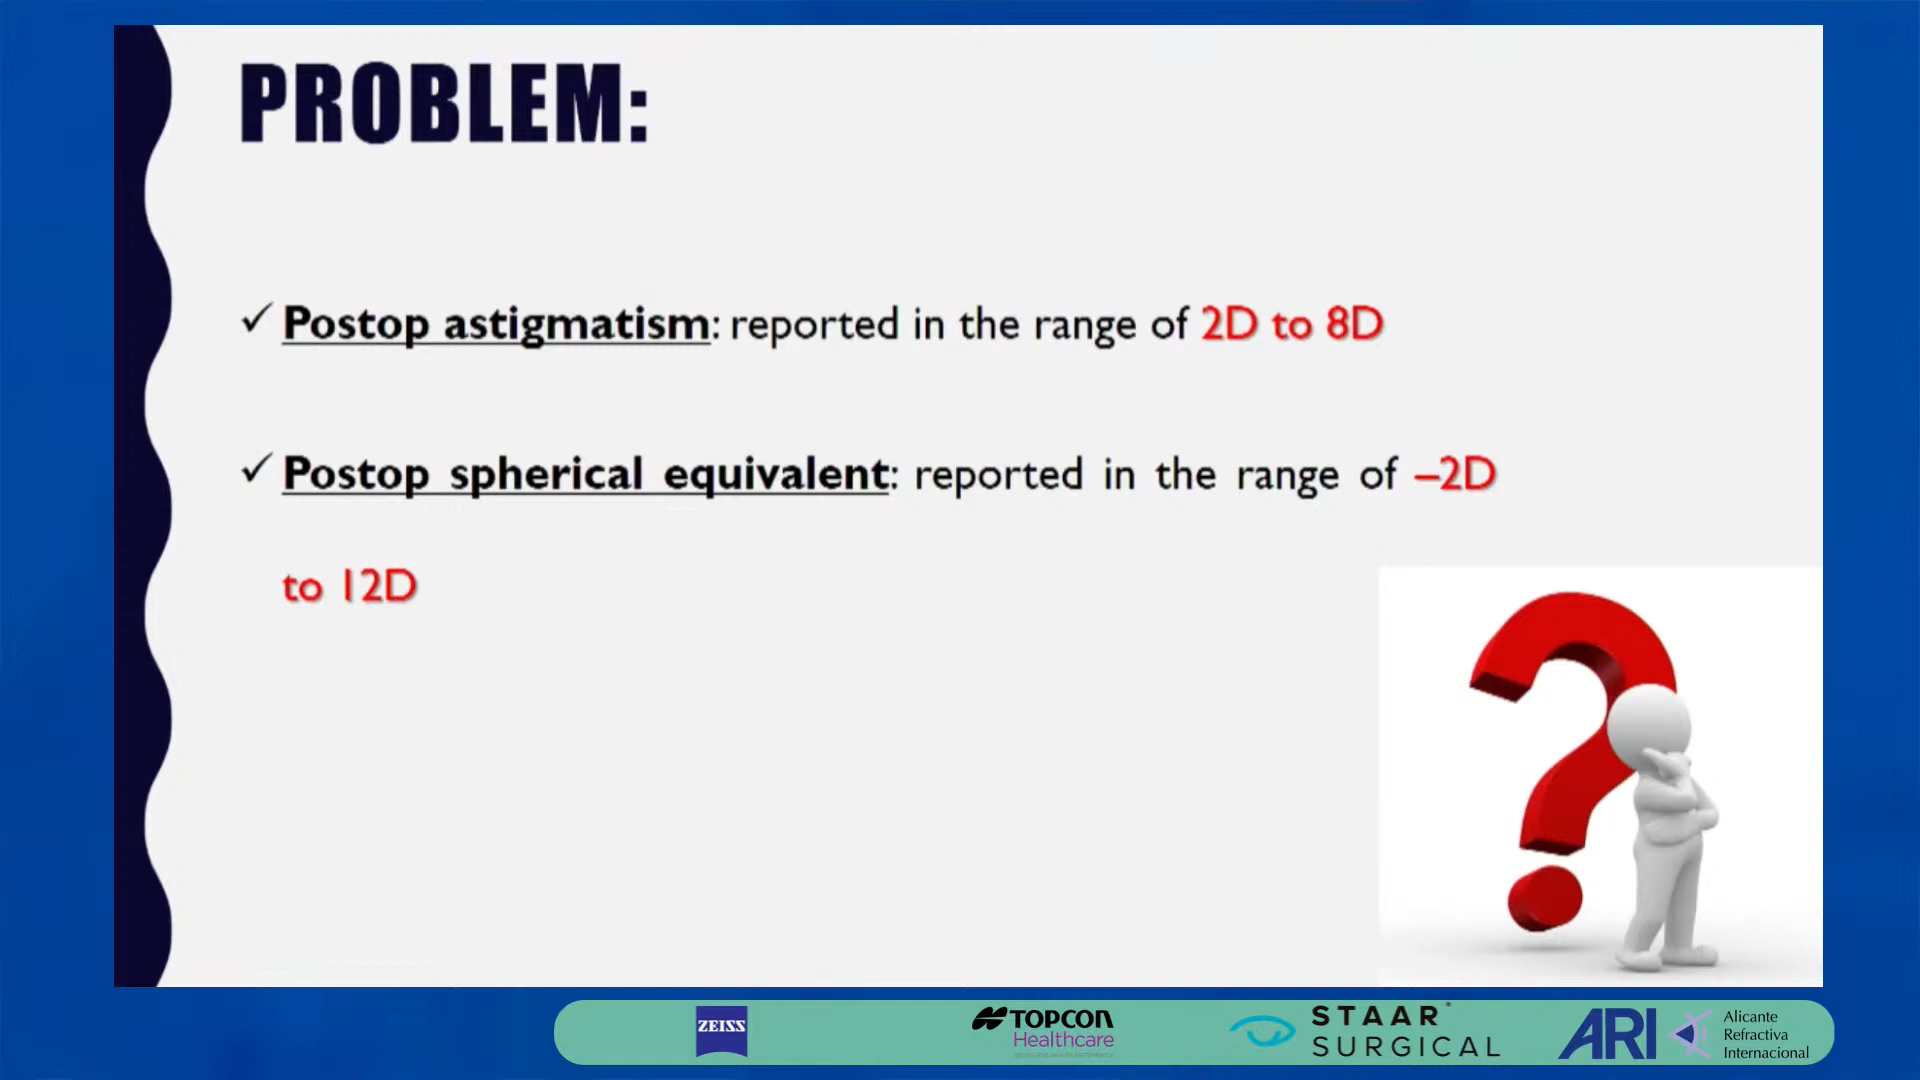 PROBLEM:
✓ Postop astigmatism: reported in the range of 2D to 8D
✓ Postop spherical equivalent: reported in the range of –2D
to 12D
ZEISS
TOPCON
Healthcare
STAAR
SURGICAL
ARI
Alicante
Refractiva
Internacional